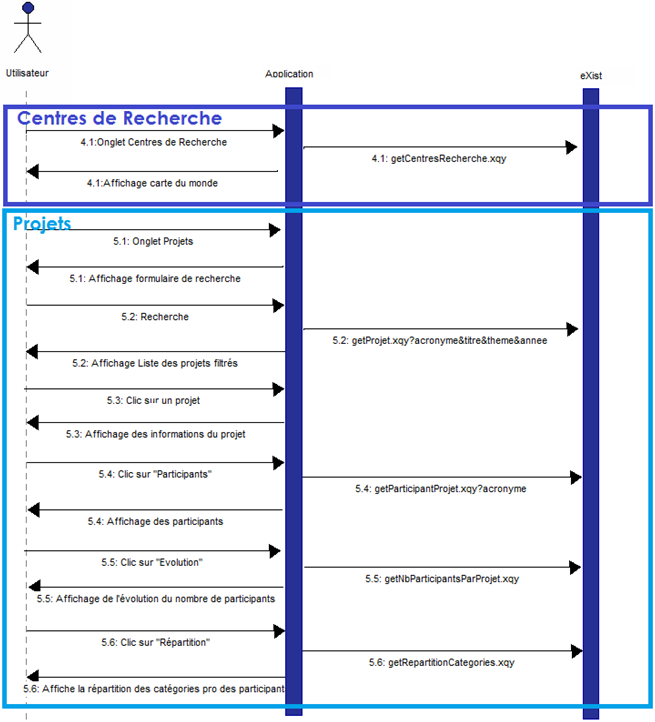 Utilisateur
Application
eXist
Centres de Recherche
4.1:Onglet Centres de Recherche
4.1: getCentresRecherche.xqy
4.1:Affichage carte du monde
Projets
5.1: Onglet Projets
5.1: Affichage formulaire de recherche
5.2: Recherche
5.2: getProjet.xqy?acronyme&titre&theme&annee
5.2: Affichage Liste des projets filtrés
5.3: Clic sur un projet
5.3: Affichage des informations du projet
5.4: Clic sur "Participants"
5.4: getParticipantProjet.xqy?acronyme
5.4: Affichage des participants
5.5: Clic sur "Evolution"
5.5: getNbParticipantsParProjet.xqy
5.5: Affichage de l'évolution du nombre de participants
5.6: Clic sur "Répartition"
5.6: getRepartitionCategories.xqy
5.6: Affiche la répartition des catégories pro des participant